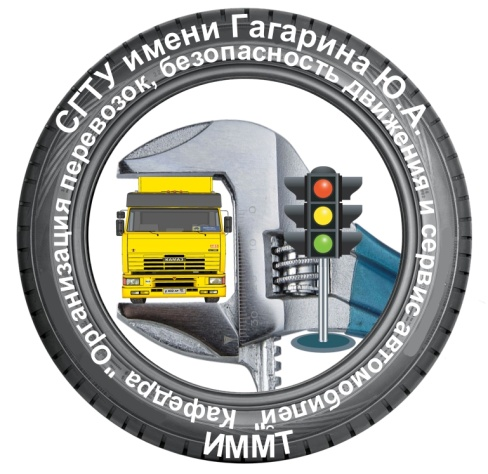 СГТУ имени Гагарина Ю.А.
Кафедра "Организация перевозок, безопасность движения и сервис автомобилей"
ИММТ
КАМАЗ